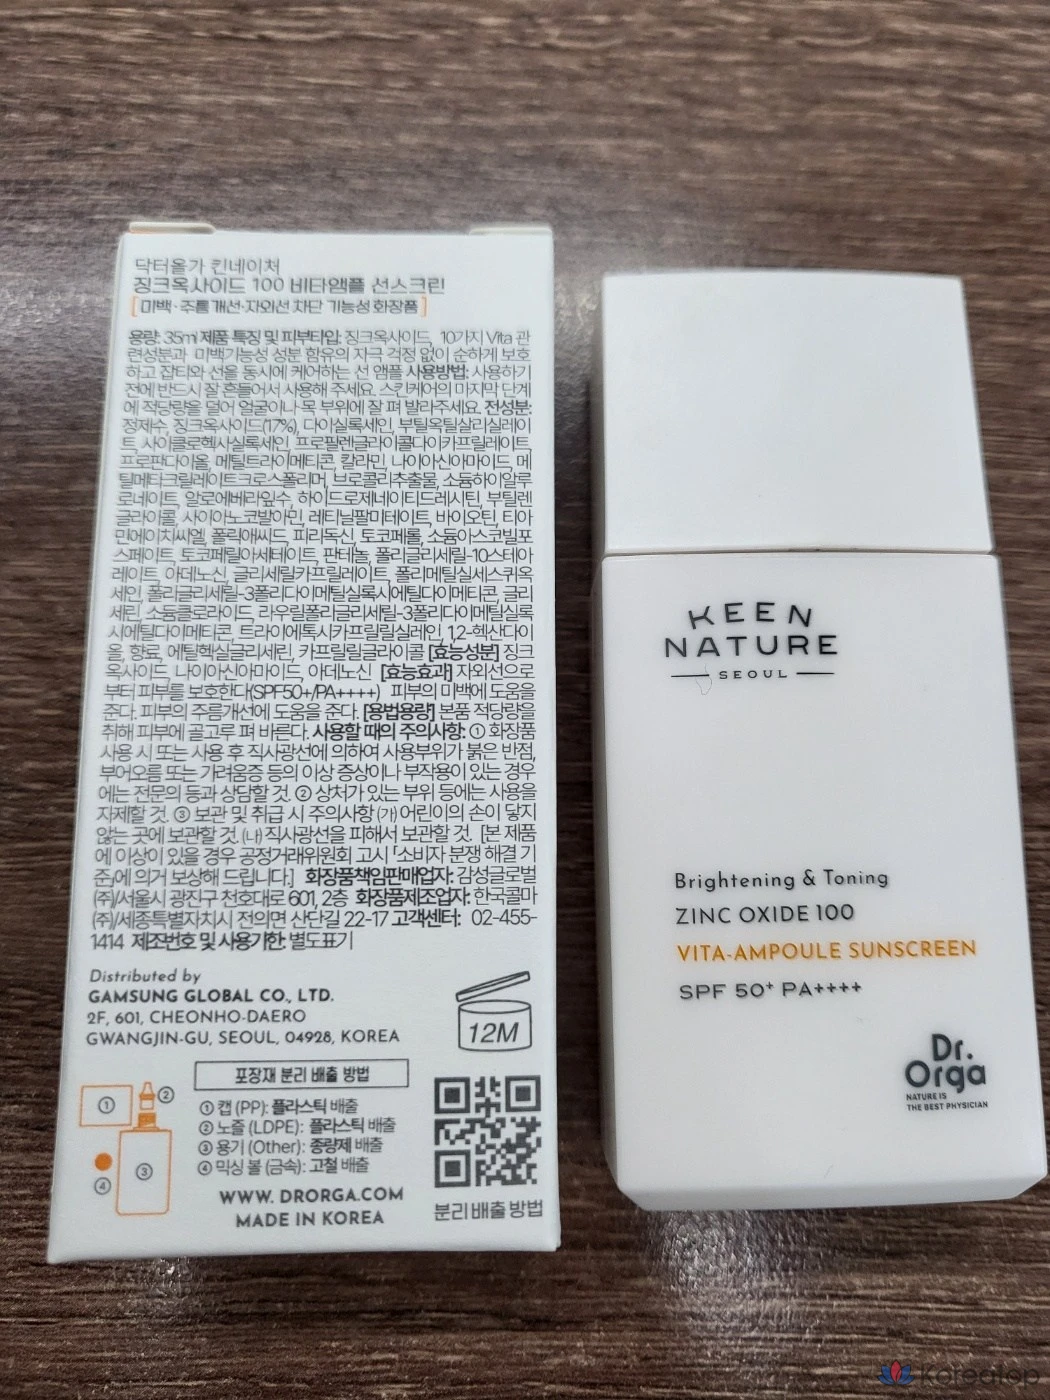 닥터올가 킨네이처
징크옥사이드 100 비타앰플 선스크린
[미백·주름개선·자외선 차단 기능성화장품]
용량: 35ml 제품 특징 및 피부타입: 징크옥사이드, 10가지 Vita 관
련성분과 미백기능성 성분 함유의 자극 걱정 없이 순하게 보호
하고 잡티와 선을 동시에 케어하는 선 앰플 사용방법: 사용하기
전에 반드시 잘 흔들어서 사용해 주세요. 스킨케어의 마지막 단계
에 적당량을 덜어 얼굴이나 목 부위에 잘 펴 발라주세요. 전성분:
정제수, 징크옥사이드(17%), 다이실록세인, 부틸옥틸살리실레이
트, 사이클로헥사실록세인, 프로필렌글라이콜다이카프릴레이트,
프로판다이올, 메틸트라이메티콘, 칼라민, 나이아신아마이드, 메
틸메타크릴레이트크로스폴리머, 브로콜리추출물, 소듐하이알루
로네이트, 알로에베라잎수, 하이드로제네이티드레시틴, 부틸렌
글라이콜, 사이아노코발아민, 레티닐팔미테이트, 바이오틴, 티아
민에이치씨엘, 폴릭애씨드, 피리독신, 토코페롤, 소듐아스코빌포
스페이트, 토코페릴아세테이트, 판테놀, 폴리글리세릴-10스테아
레이트, 아데노신, 글리세릴카프릴레이트, 폴리메틸실세스퀴옥
세인, 폴리글리세릴-3폴리다이메틸실록시에틸다이메티콘, 글리
세린, 소듐클로라이드, 라우릴폴리글리세릴-3폴리다이메틸실록
시에틸다이메티콘, 트라이에톡시카프릴릴실레인, 1,2-헥산다이
올, 향료, 에틸헥실글리세린, 카프릴릴글라이콜 [효능성분] 징크
옥사이드, 나이아신아마이드, 아데노신 [효능효과] 자외선으로
부터 피부를 보호한다(SPF50+/PA++++) 피부의 미백에 도움을
준다. 피부의 주름개선에 도움을 준다. [용법용량] 본품 적당량을
취해 피부에 골고루 펴 바른다. 사용할 때의 주의사항: ① 화장품
사용 시 또는 사용 후 직사광선에 의하여 사용부위가 붉은 반점,
부어오름 또는 가려움증 등의 이상 증상이나 부작용이 있는 경우
에는 전문의 등과 상담할 것. ② 상처가 있는 부위 등에는 사용을
자제할 것. ③ 보관 및 취급 시 주의사항 (가) 어린이의 손이 닿지
않는 곳에 보관할 것. (나) 직사광선을 피해서 보관할 것. [본 제품
에 이상이 있을 경우 공정거래위원회 고시 「소비자 분쟁 해결 기
준」에 의거 보상해 드립니다.] 화장품책임판매업자: 감성글로벌
(주)/서울시 광진구 천호대로 601, 2층 화장품제조업자: 한국콜마
(주)/세종특별자치시 전의면 산단길 22-17 고객센터: 02-455-
1414 제조번호 및 사용기한: 별도표기
Distributed by
GAMSUNG GLOBAL CO., LTD.
2F, 601, CHEONHO-DAERO
GWANGJIN-GU, SEOUL, 04928, KOREA
12M
포장재 분리 배출 방법
① ② ③ ④
① 캡 (PP): 플라스틱 배출
② 노즐 (LDPE): 플라스틱 배출
③ 용기 (Other): 종량제 배출
④ 믹싱 볼 (금속): 고철 배출
WWW. DRORGA.COM
MADE IN KOREA
분리배출방법
KEEN
NATURE
SEOUL
Brightening & Toning
ZINC OXIDE 100
VITA-AMPOULE SUNSCREEN
SPF 50+ PA++++
Dr.
Orga
NATURE IS
THE BEST PHYSICIAN
Koreatop